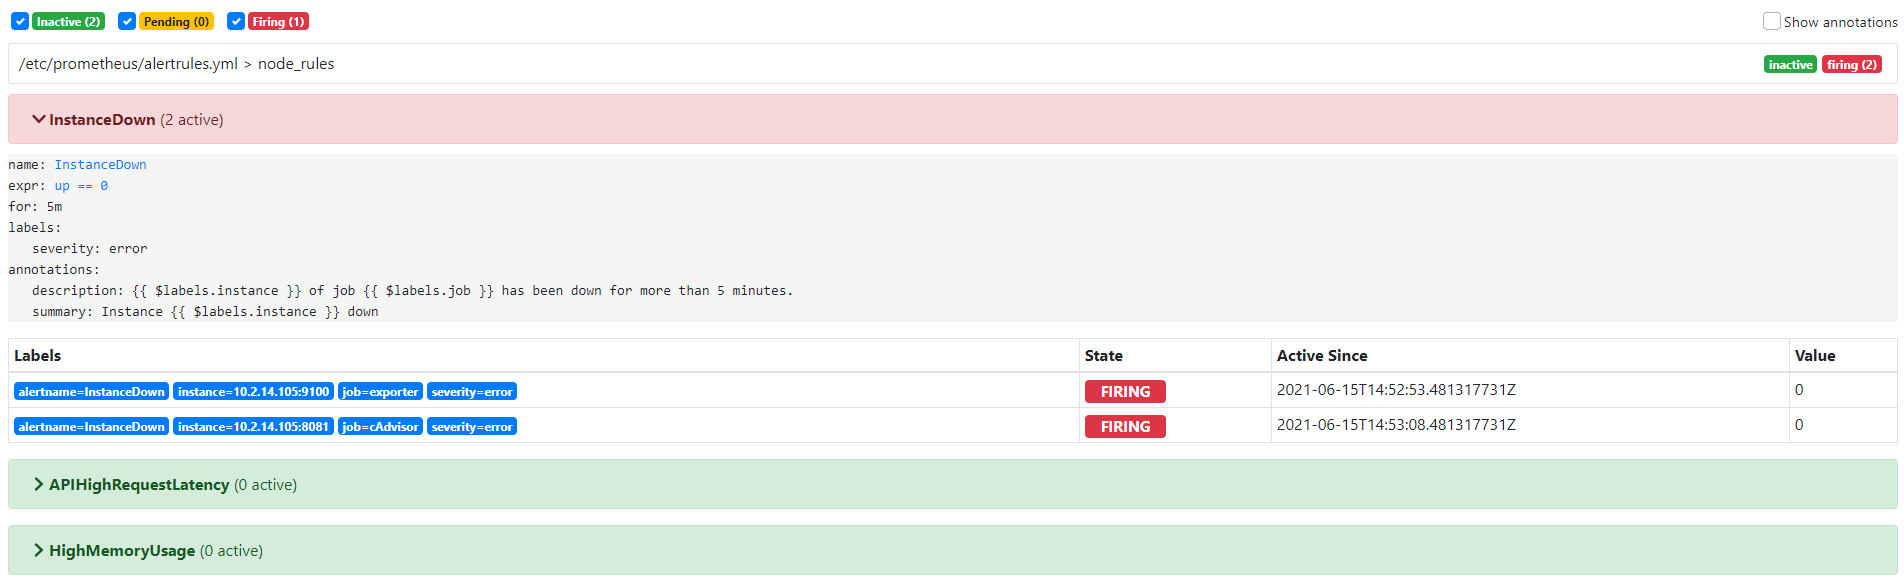 Inactive (2) Pending (0) Firing (1) Show annotations
/etc/prometheus/alertrules.yml > node_rules inactive firing (2)
InstanceDown (2 active)
name: InstanceDown
expr: up == 0
for: 5m
labels:
severity: error
annotations:
description: {{ $labels.instance }} of job {{ $labels.job }} has been down for more than 5 minutes.
summary: Instance {{ $labels.instance }} down
Labels State Active Since Value
alertname=InstanceDown instance=10.2.14.105:9100 job=exporter severity=error FIRING 2021-06-15T14:52:53.481317731Z 0
alertname=InstanceDown instance=10.2.14.105:8081 job=cAdvisor severity=error FIRING 2021-06-15T14:53:08.481317731Z 0
APIHighRequestLatency (0 active)
HighMemoryUsage (0 active)